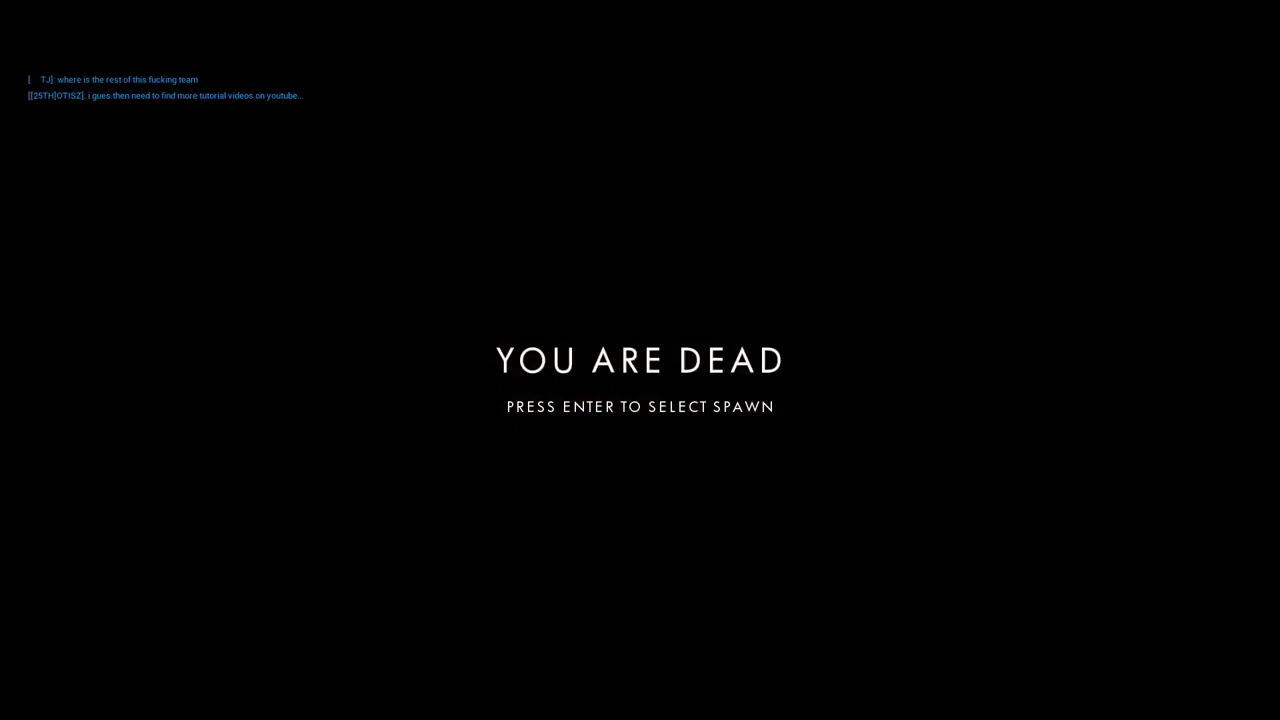 [    TJ]: where is the rest of this fucking team
[[25TH]OTISZ]: i gues then need to find more tutorial videos on youtube...
YOU ARE DEAD
PRESS ENTER TO SELECT SPAWN